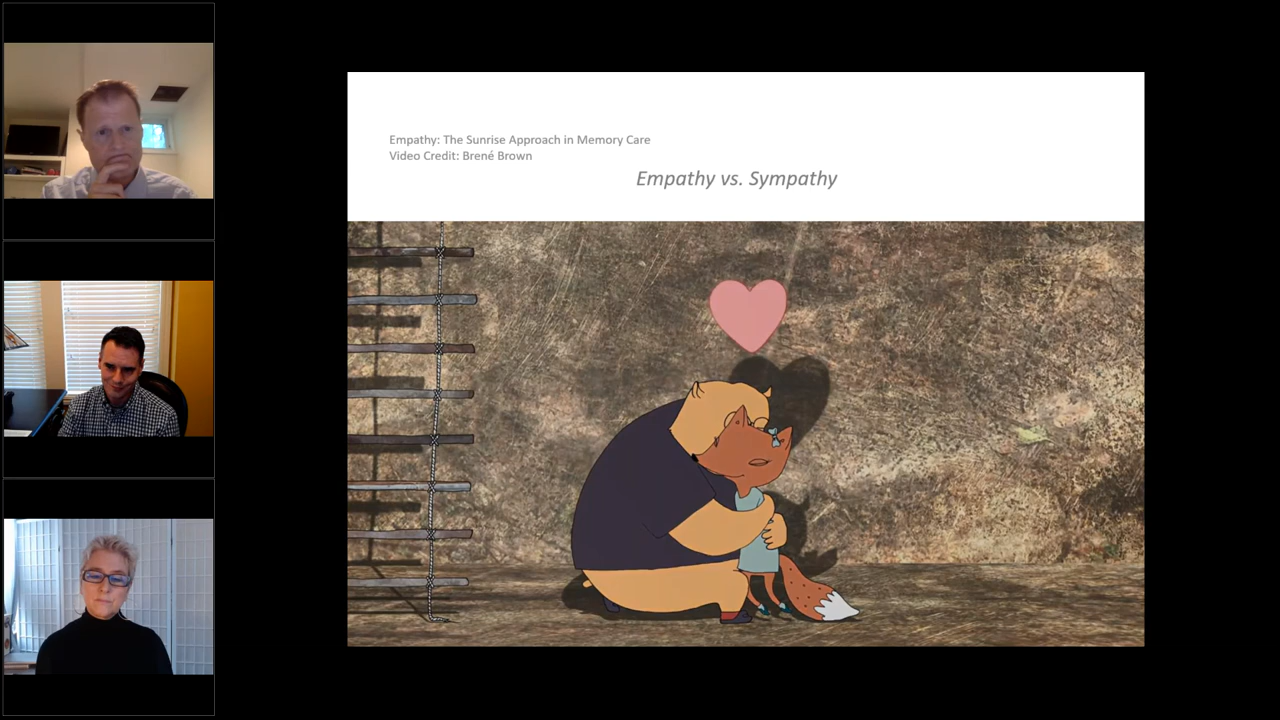 Empathy: The Sunrise Approach in Memory Care
Video Credit: Brené Brown
Empathy vs. Sympathy